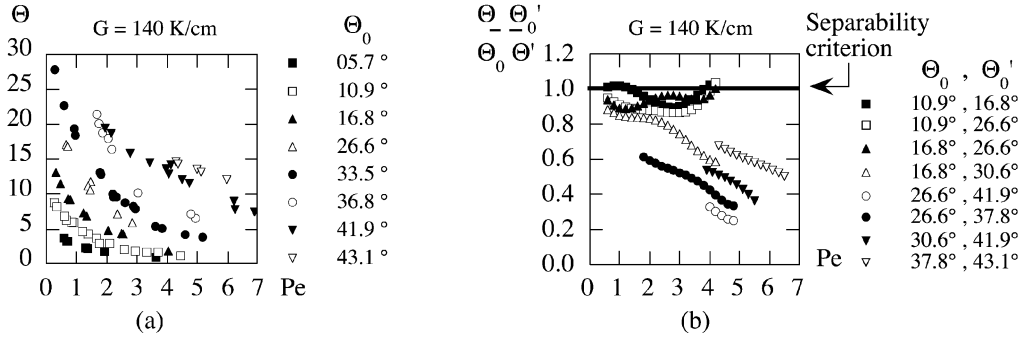 Θ
G = 140 K/cm
30
25
20
15
10
5
0
0 1 2 3 4 5 6 7 Pe
(a)
Θ0
05.7 °
10.9 °
16.8 °
26.6 °
33.5 °
36.8 °
41.9 °
43.1 °
Θ Θ0'
Θ0 Θ'
G = 140 K/cm
1.2
1.0
0.8
0.6
0.4
0.2
0.0
0 1 2 3 4 5 6 7
Pe
(b)
Separability
criterion
Θ0 , Θ0'
10.9° , 16.8°
10.9° , 26.6°
16.8° , 26.6°
16.8° , 30.6°
26.6° , 41.9°
26.6° , 37.8°
30.6° , 41.9°
37.8° , 43.1°